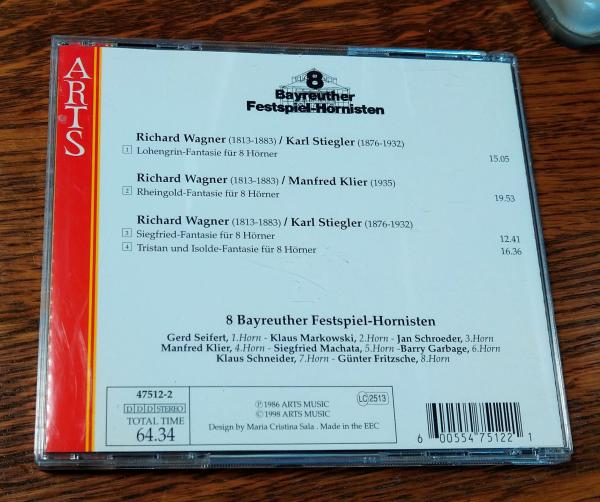 ARTS
8
Bayreuther
Festspiel-Hornisten
Richard Wagner (1813-1883) / Karl Stiegler (1876-1932)
1 Lohengrin-Fantasie für 8 Hörner 15.05
Richard Wagner (1813-1883) / Manfred Klier (1935)
2 Rheingold-Fantasie für 8 Hörner 19.53
Richard Wagner (1813-1883) / Karl Stiegler (1876-1932)
3 Siegfried-Fantasie für 8 Hörner 12.41
4 Tristan und Isolde-Fantasie für 8 Hörner 16.36
8 Bayreuther Festspiel-Hornisten
Gerd Seifert, 1.Horn - Klaus Markowski, 2.Horn - Jan Schroeder, 3.Horn
Manfred Klier, 4.Horn - Siegfried Machata, 5.Horn -Barry Garbage, 6.Horn
Klaus Schneider, 7.Horn - Günter Fritzsche, 8.Horn
47512-2
D D D STEREO
TOTAL TIME
64.34
℗ 1986 ARTS MUSIC
© 1998 ARTS MUSIC
Design by Maria Cristina Sala . Made in the EEC
LC 2513
6 00554 75122 1